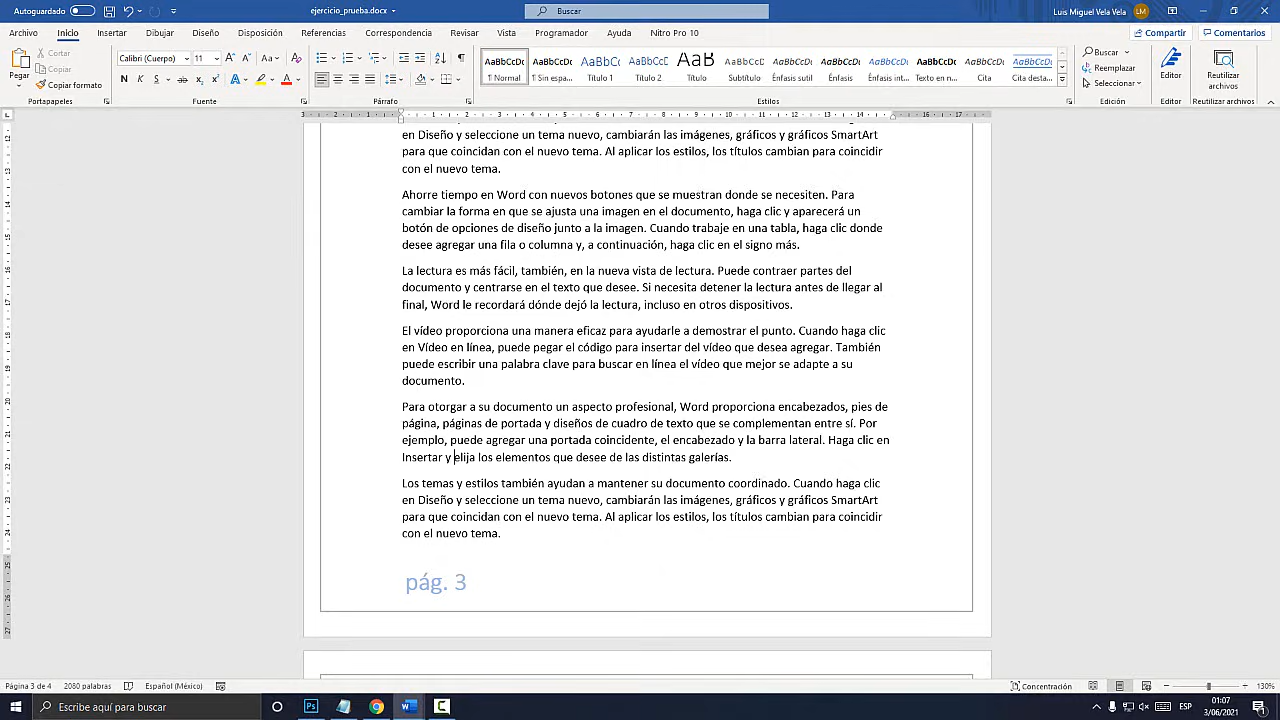 Autoguardado
ejercicio_prueba.docx
Buscar
Luis Miguel Vela Vela
LM
Archivo Inicio Insertar Dibujar Diseño Disposición Referencias Correspondencia Revisar Vista Programador Ayuda Nitro Pro 10
Compartir Comentarios
Pegar
Cortar
Copiar
Copiar formato
Portapapeles
Calibri (Cuerpo) 11
Fuente
Párrafo
AaBbCcDc AaBbCcDc AaBbCcD AaBbCcD AaB AaBbCcD AaBbCcDc AaBbCcDc AaBbCcDc AaBbCcDc AaBbCcDc AaBbCcDc
¶ Normal ¶ Sin espa... Título 1 Título 2 Título Subtítulo Énfasis sutil Énfasis Énfasis int... Texto en n... Cita Cita desta...
Estilos
Buscar
Reemplazar
Seleccionar
Edición
Editor
Editor
Reutilizar archivos
Reutilizar archivos
en Diseño y seleccione un tema nuevo, cambiarán las imágenes, gráficos y gráficos SmartArt
para que coincidan con el nuevo tema. Al aplicar los estilos, los títulos cambian para coincidir
con el nuevo tema.
Ahorre tiempo en Word con nuevos botones que se muestran donde se necesiten. Para
cambiar la forma en que se ajusta una imagen en el documento, haga clic y aparecerá un
botón de opciones de diseño junto a la imagen. Cuando trabaje en una tabla, haga clic donde
desee agregar una fila o columna y, a continuación, haga clic en el signo más.
La lectura es más fácil, también, en la nueva vista de lectura. Puede contraer partes del
documento y centrarse en el texto que desee. Si necesita detener la lectura antes de llegar al
final, Word le recordará dónde dejó la lectura, incluso en otros dispositivos.
El vídeo proporciona una manera eficaz para ayudarle a demostrar el punto. Cuando haga clic
en Vídeo en línea, puede pegar el código para insertar del vídeo que desea agregar. También
puede escribir una palabra clave para buscar en línea el vídeo que mejor se adapte a su
documento.
Para otorgar a su documento un aspecto profesional, Word proporciona encabezados, pies de
página, páginas de portada y diseños de cuadro de texto que se complementan entre sí. Por
ejemplo, puede agregar una portada coincidente, el encabezado y la barra lateral. Haga clic en
Insertar y elija los elementos que desee de las distintas galerías.
Los temas y estilos también ayudan a mantener su documento coordinado. Cuando haga clic
en Diseño y seleccione un tema nuevo, cambiarán las imágenes, gráficos y gráficos SmartArt
para que coincidan con el nuevo tema. Al aplicar los estilos, los títulos cambian para coincidir
con el nuevo tema.
pág. 3
Página 3 de 4 2080 palabras Español (México)
Concentración 130%
Escribe aquí para buscar
ESP
01:07
3/06/2021